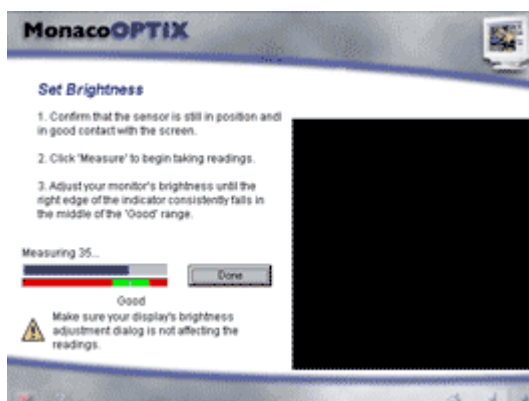 MonacoOPTIX
Set Brightness
1. Confirm that the sensor is still in position and
in good contact with the screen.
2. Click 'Measure' to begin taking readings.
3. Adjust your monitor's brightness until the
right edge of the indicator consistently falls in
the middle of the 'Good' range.
Measuring 35...
Done
Good
Make sure your display's brightness
adjustment dialog is not affecting the
readings.